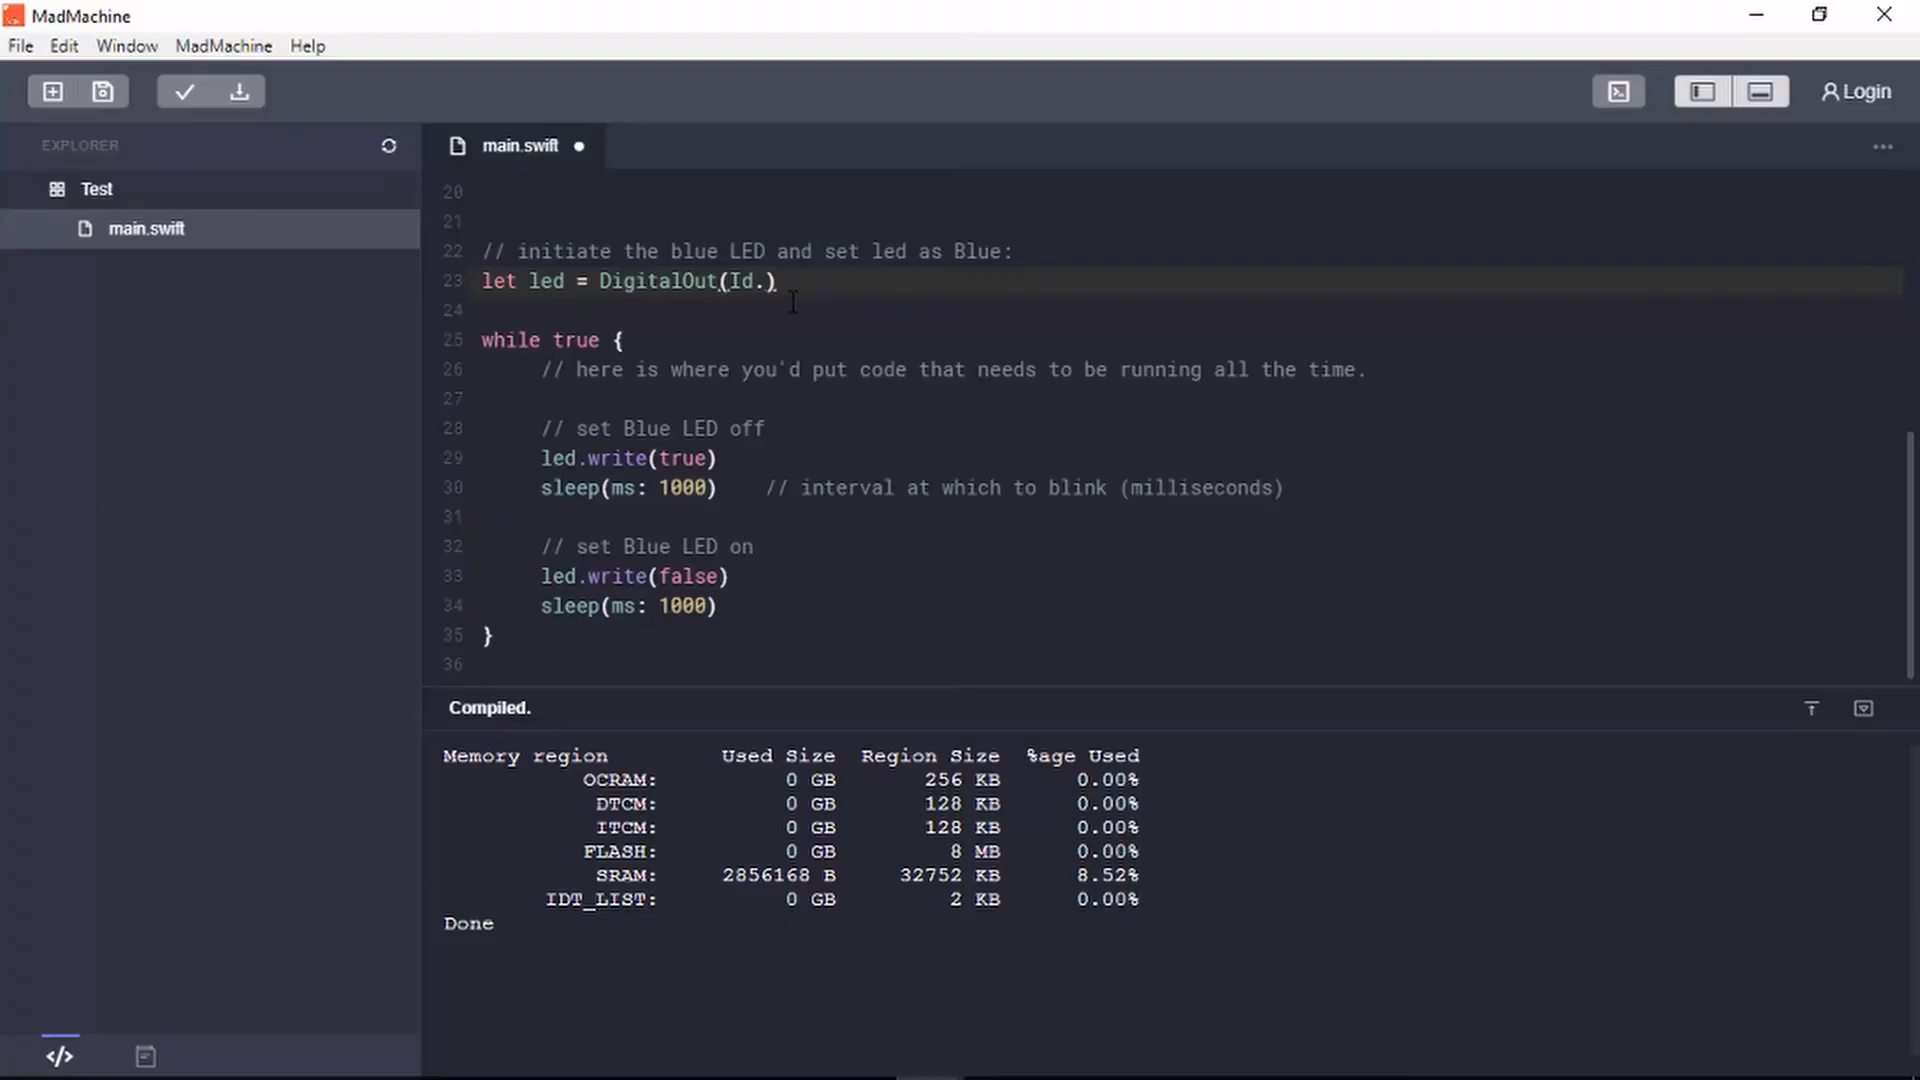 MadMachine
File Edit Window MadMachine Help
Login
EXPLORER
main.swift
Test
main.swift
20
21
22 // initiate the blue LED and set led as Blue:
23 let led = DigitalOut(Id.)
24
25 while true {
26 // here is where you'd put code that needs to be running all the time.
27
28 // set Blue LED off
29 led.write(true)
30 sleep(ms: 1000) // interval at which to blink (milliseconds)
31
32 // set Blue LED on
33 led.write(false)
34 sleep(ms: 1000)
35 }
36
Compiled.
Memory region Used Size Region Size %age Used
OCRAM: 0 GB 256 KB 0.00%
DTCM: 0 GB 128 KB 0.00%
ITCM: 0 GB 128 KB 0.00%
FLASH: 0 GB 8 MB 0.00%
SRAM: 2856168 B 32752 KB 8.52%
IDT_LIST: 0 GB 2 KB 0.00%
Done